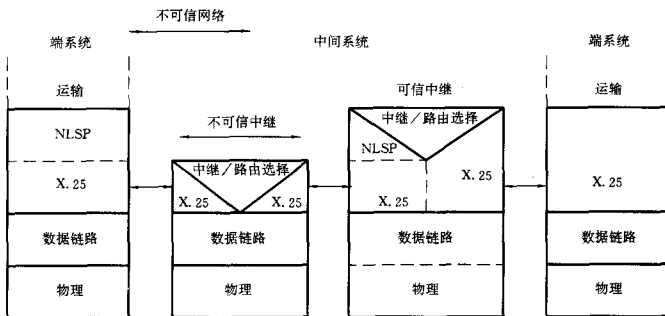 不可信网络
端系统
中间系统
端系统
运输
可信中继
运输
NLSP
不可信中继
中继／路由选择
中继／路由选择
NLSP
X.25
X.25
X.25
X.25
X.25
X.25
数据链路
数据链路
数据链路
数据链路
物理
物理
物理
物理